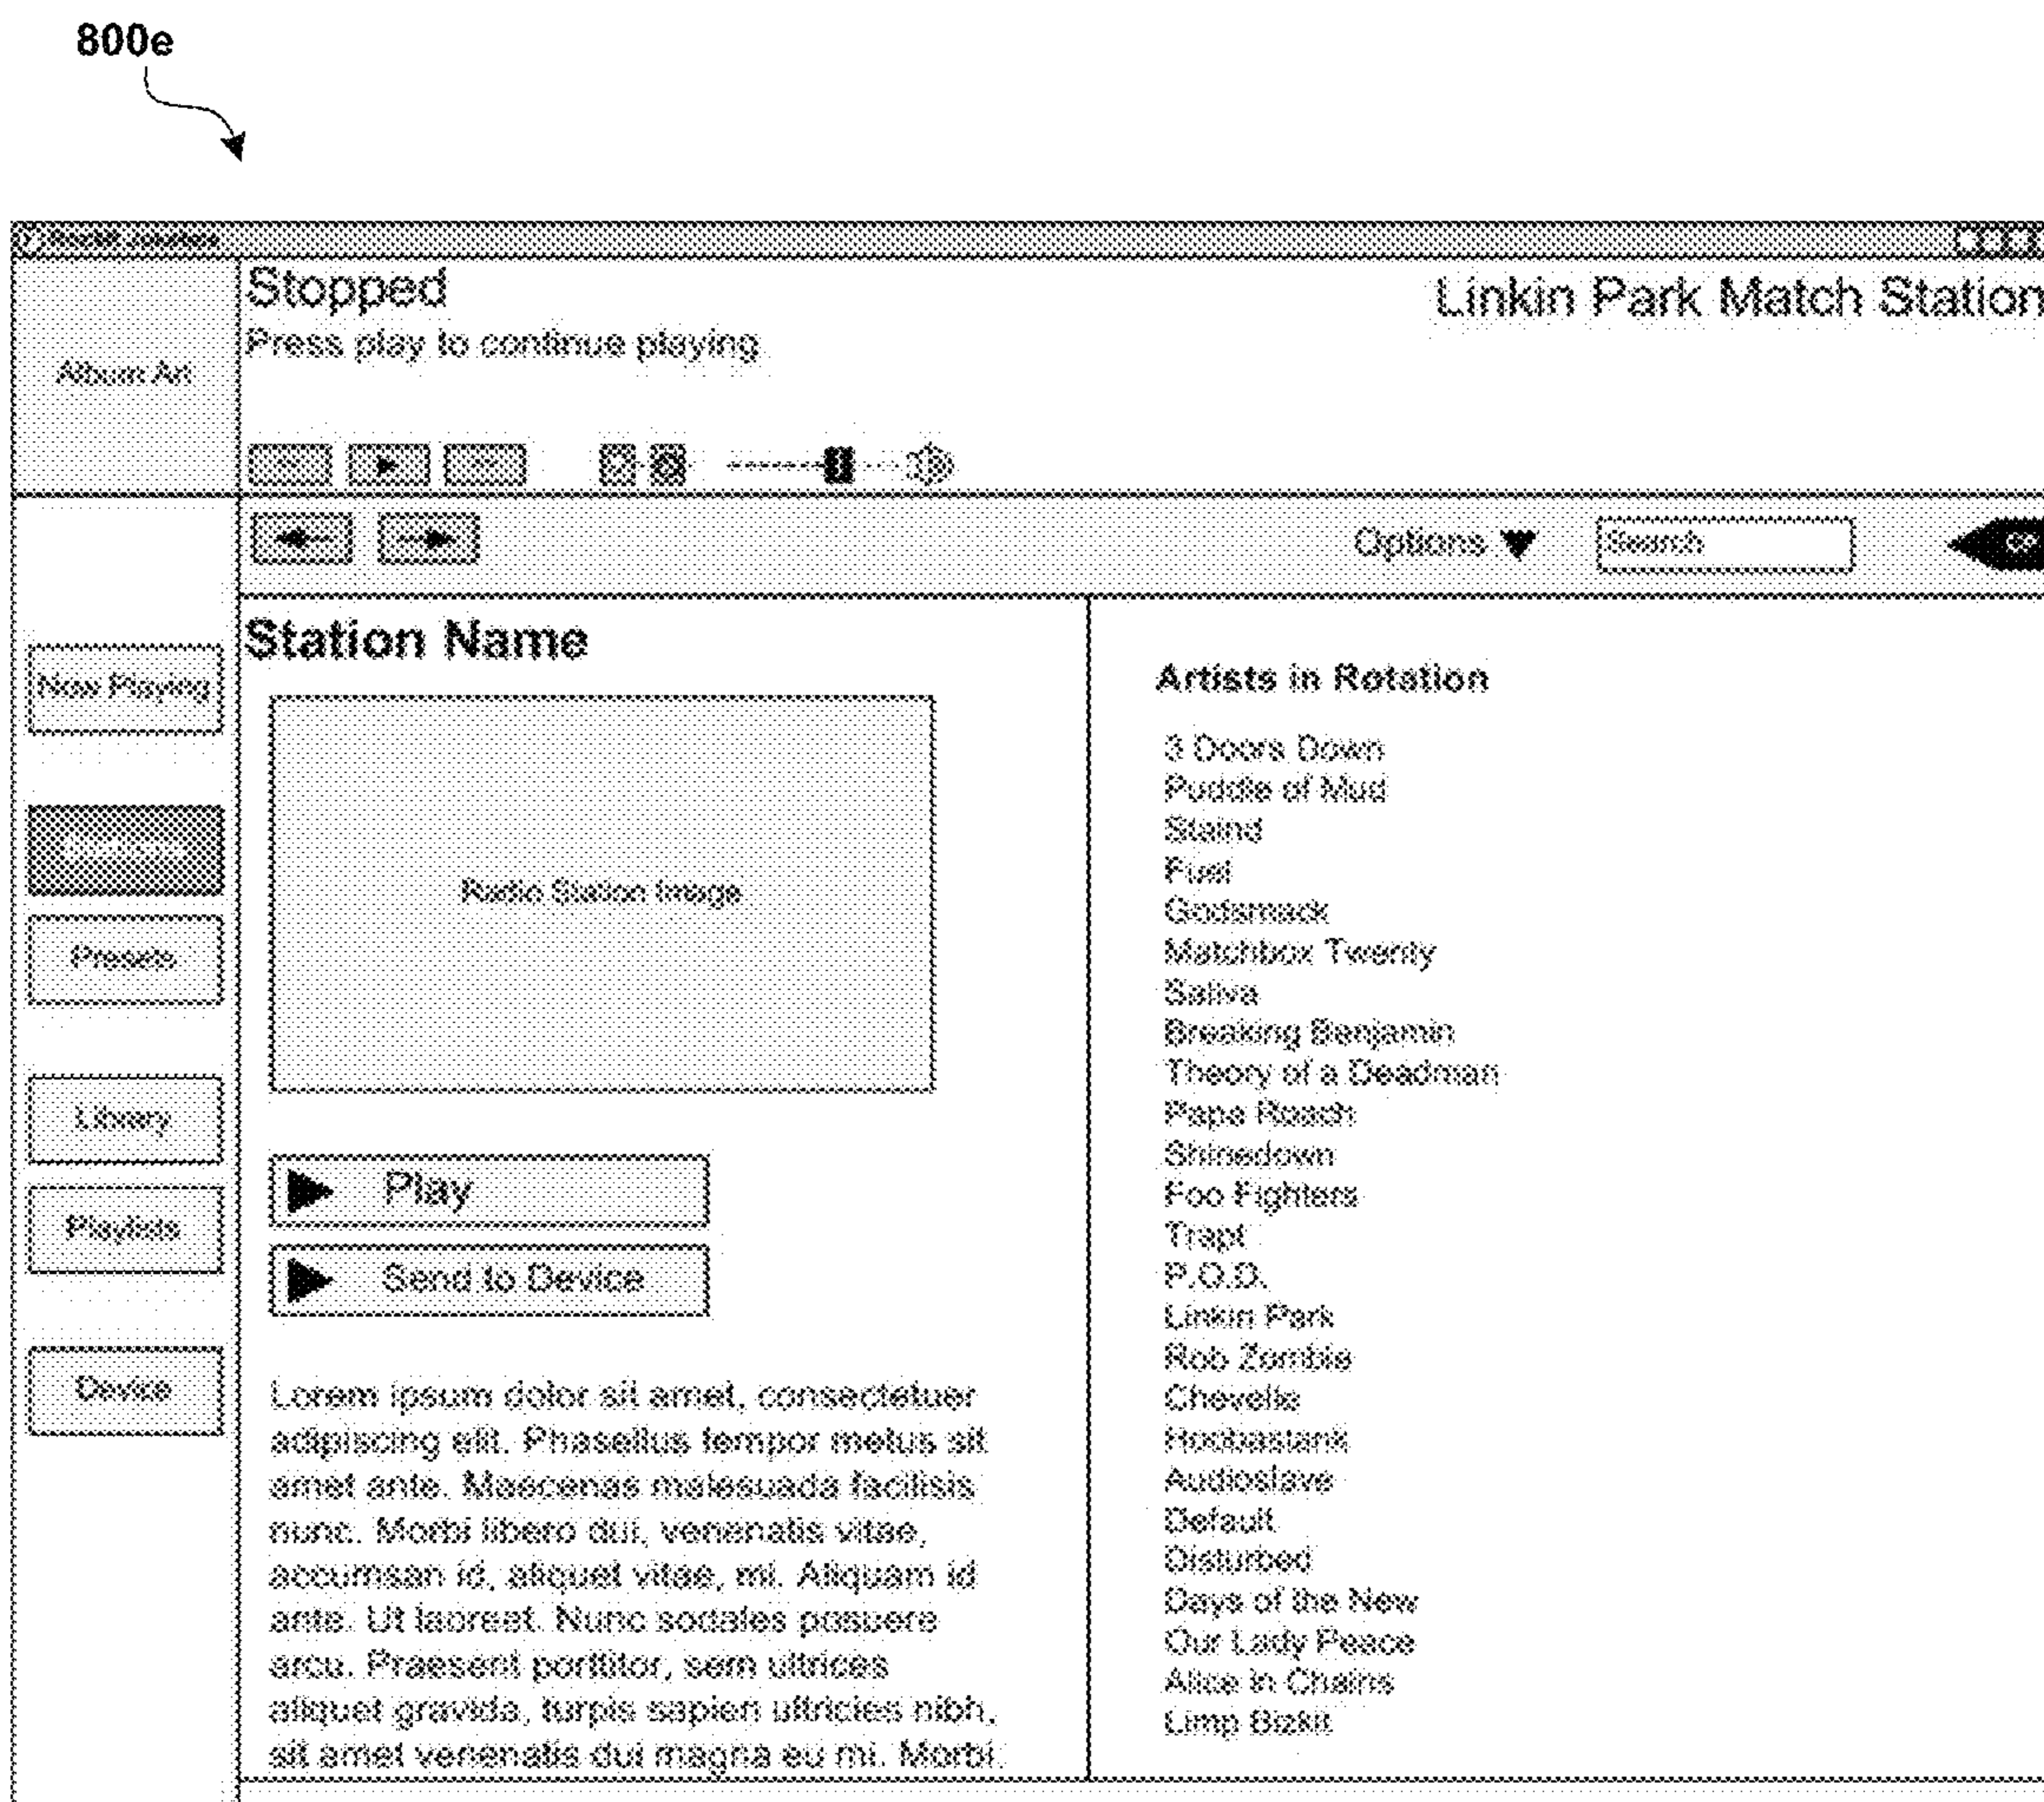 800e
Stopped
Linkin Park Match Station
Press play to continue playing
Album Art
Options
Search
Station Name
Now Playing
Radio Station Image
Presets
Library
Playlists
Device
Play
Send to Device
Lorem ipsum dolor sit amet, consectetuer
adipiscing elit. Phasellus tempor metus sit
amet ante. Maecenas malesuada facilisis
nunc. Morbi libero dui, venenatis vitae,
accumsan id, aliquet vitae, mi. Aliquam id
ante. Ut laoreet. Nunc sodales posuere
arcu. Praesent porttitor, sem ultrices
aliquet gravida, turpis sapien ultricies nibh,
sit amet venenatis dui magna eu mi. Morbi
Artists in Rotation
3 Doors Down
Puddle of Mud
Staind
Fuel
Godsmack
Matchbox Twenty
Saliva
Breaking Benjamin
Theory of a Deadman
Papa Roach
Shinedown
Foo Fighters
Trapt
P.O.D.
Linkin Park
Rob Zombie
Chevelle
Hoobastank
Audioslave
Default
Disturbed
Days of the New
Our Lady Peace
Alice in Chains
Limp Bizkit